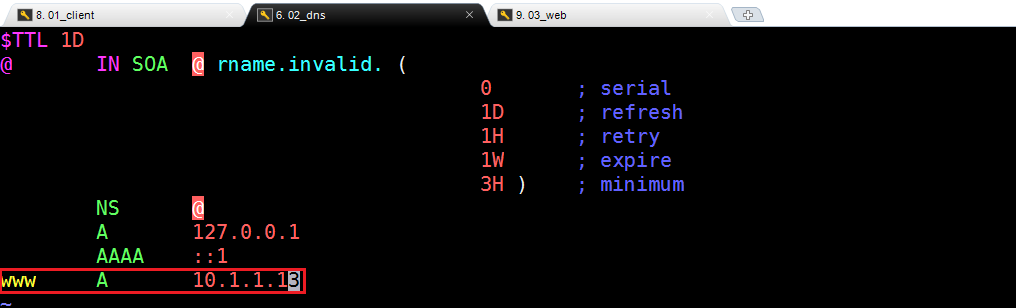 8. 01_client 6. 02_dns 9. 03_web
$TTL 1D
@ IN SOA @ rname.invalid. (
0 ; serial
1D ; refresh
1H ; retry
1W ; expire
3H ) ; minimum
NS @
A 127.0.0.1
AAAA ::1
www A 10.1.1.13
~